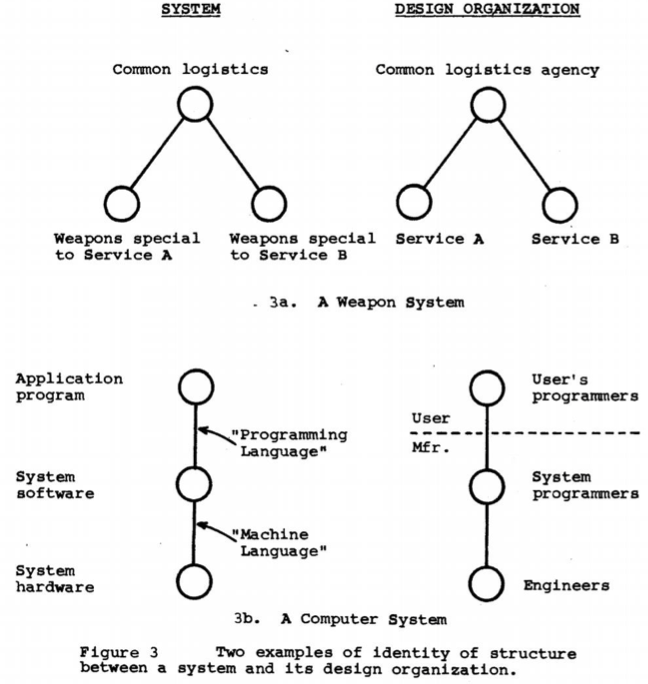 SYSTEM
DESIGN ORGANIZATION
Common logistics
Common logistics agency
Weapons special
to Service A
Weapons special
to Service B
Service A
Service B
3a. A Weapon System
Application
program
"Programming
Language"
System
software
"Machine
Language"
System
hardware
User's
programmers
User
Mfr.
System
programmers
Engineers
3b. A Computer System
Figure 3 Two examples of identity of structure
between a system and its design organization.